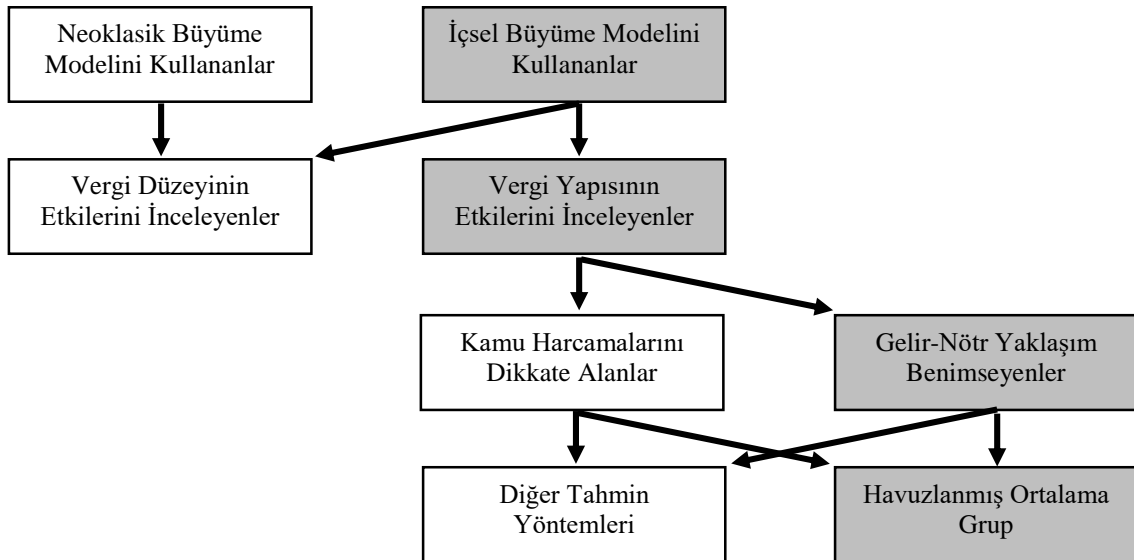 Neoklasik Büyüme
Modelini Kullananlar
İçsel Büyüme Modelini
Kullananlar
Vergi Düzeyinin
Etkilerini İnceleyenler
Vergi Yapısının
Etkilerini İnceleyenler
Kamu Harcamalarını
Dikkate Alanlar
Gelir-Nötr Yaklaşım
Benimseyenler
Diğer Tahmin
Yöntemleri
Havuzlanmış Ortalama
Grup